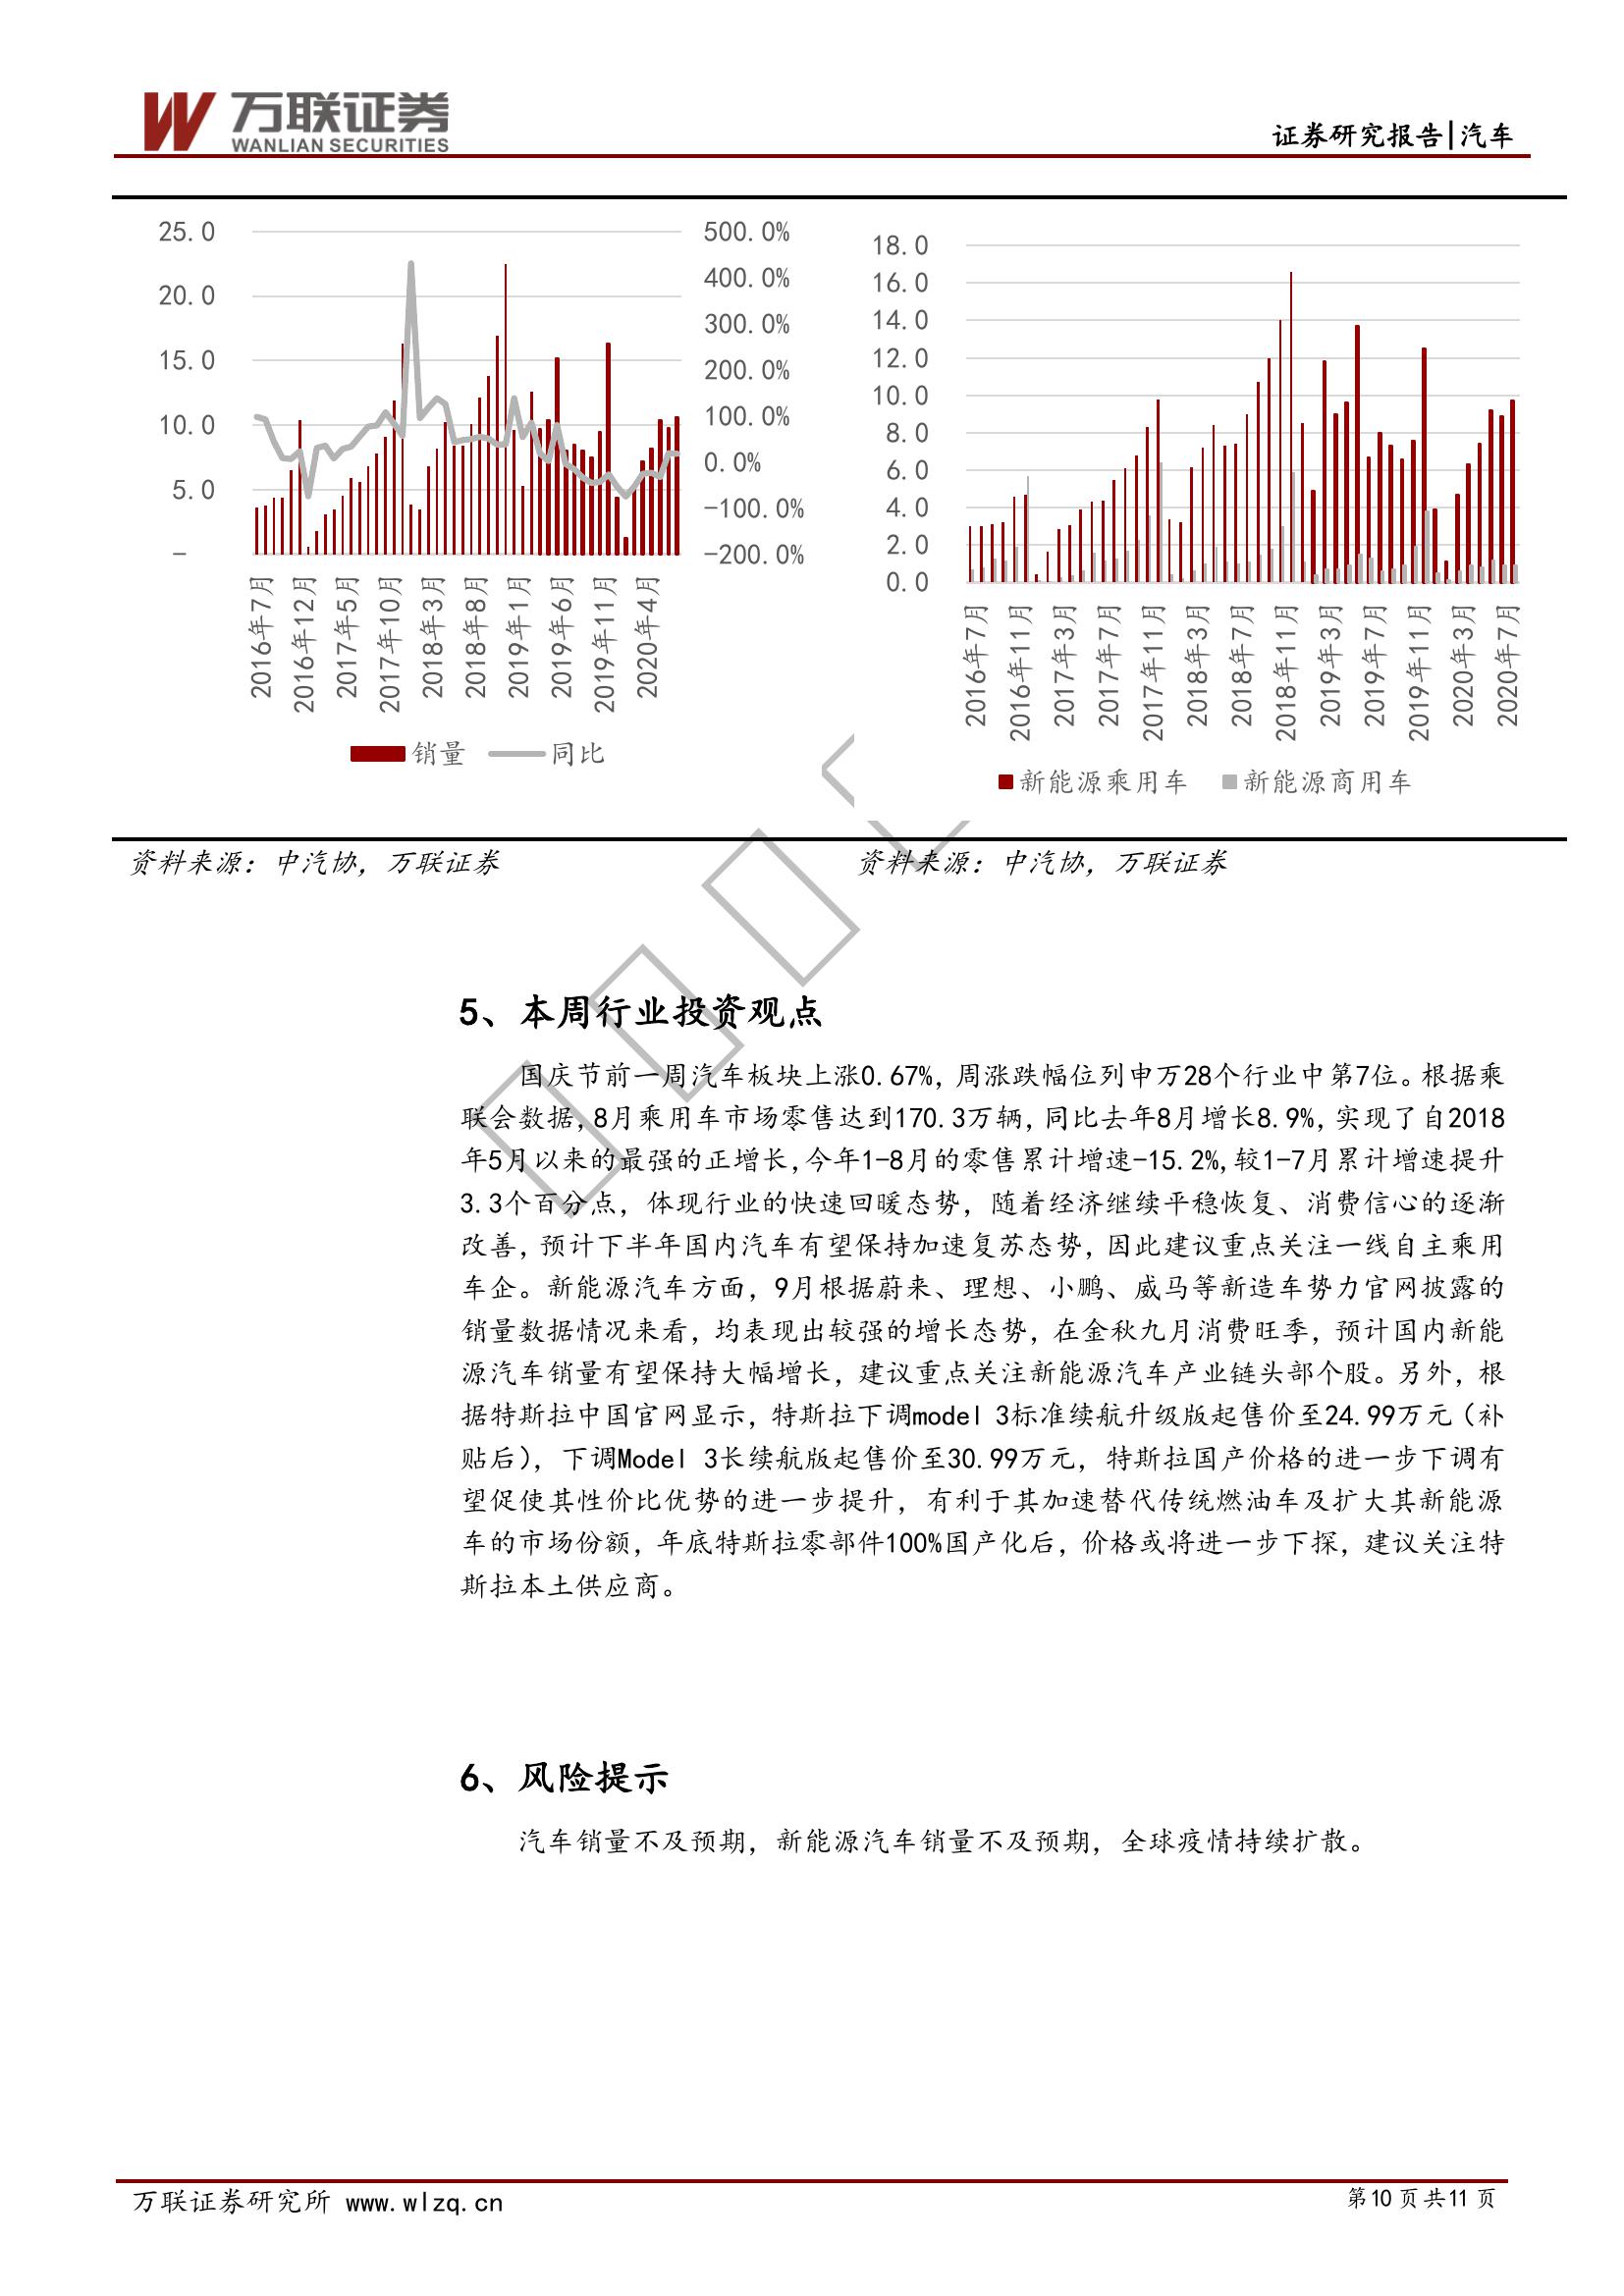 万联证券
WANLIAN SECURITIES
证券研究报告|汽车
25.0
20.0
15.0
10.0
5.0
-
500.0%
400.0%
300.0%
200.0%
100.0%
0.0%
-100.0%
-200.0%
2016年7月
2016年12月
2017年5月
2017年10月
2018年3月
2018年8月
2019年1月
2019年6月
2019年11月
2020年4月
销量 同比
18.0
16.0
14.0
12.0
10.0
8.0
6.0
4.0
2.0
0.0
2016年7月
2016年11月
2017年3月
2017年7月
2017年11月
2018年3月
2018年7月
2018年11月
2019年3月
2019年7月
2019年11月
2020年3月
2020年7月
新能源乘用车 新能源商用车
资料来源：中汽协，万联证券
资料来源：中汽协，万联证券
5、本周行业投资观点
国庆节前一周汽车板块上涨0.67%，周涨跌幅位列申万28个行业中第7位。根据乘
联会数据，8月乘用车市场零售达到170.3万辆，同比去年8月增长8.9%，实现了自2018
年5月以来的最强的正增长，今年1-8月的零售累计增速-15.2%，较1-7月累计增速提升
3.3个百分点，体现行业的快速回暖态势，随着经济继续平稳恢复、消费信心的逐渐
改善，预计下半年国内汽车有望保持加速复苏态势，因此建议重点关注一线自主乘用
车企。新能源汽车方面，9月根据蔚来、理想、小鹏、威马等新造车势力官网披露的
销量数据情况来看，均表现出较强的增长态势，在金秋九月消费旺季，预计国内新能
源汽车销量有望保持大幅增长，建议重点关注新能源汽车产业链头部个股。另外，根
据特斯拉中国官网显示，特斯拉下调model 3标准续航升级版起售价至24.99万元（补
贴后），下调Model 3长续航版起售价至30.99万元，特斯拉国产价格的进一步下调有
望促使其性价比优势的进一步提升，有利于其加速替代传统燃油车及扩大其新能源
车的市场份额，年底特斯拉零部件100%国产化后，价格或将进一步下探，建议关注特
斯拉本土供应商。
6、风险提示
汽车销量不及预期，新能源汽车销量不及预期，全球疫情持续扩散。
万联证券研究所 www.wlzq.cn
第10页共11页